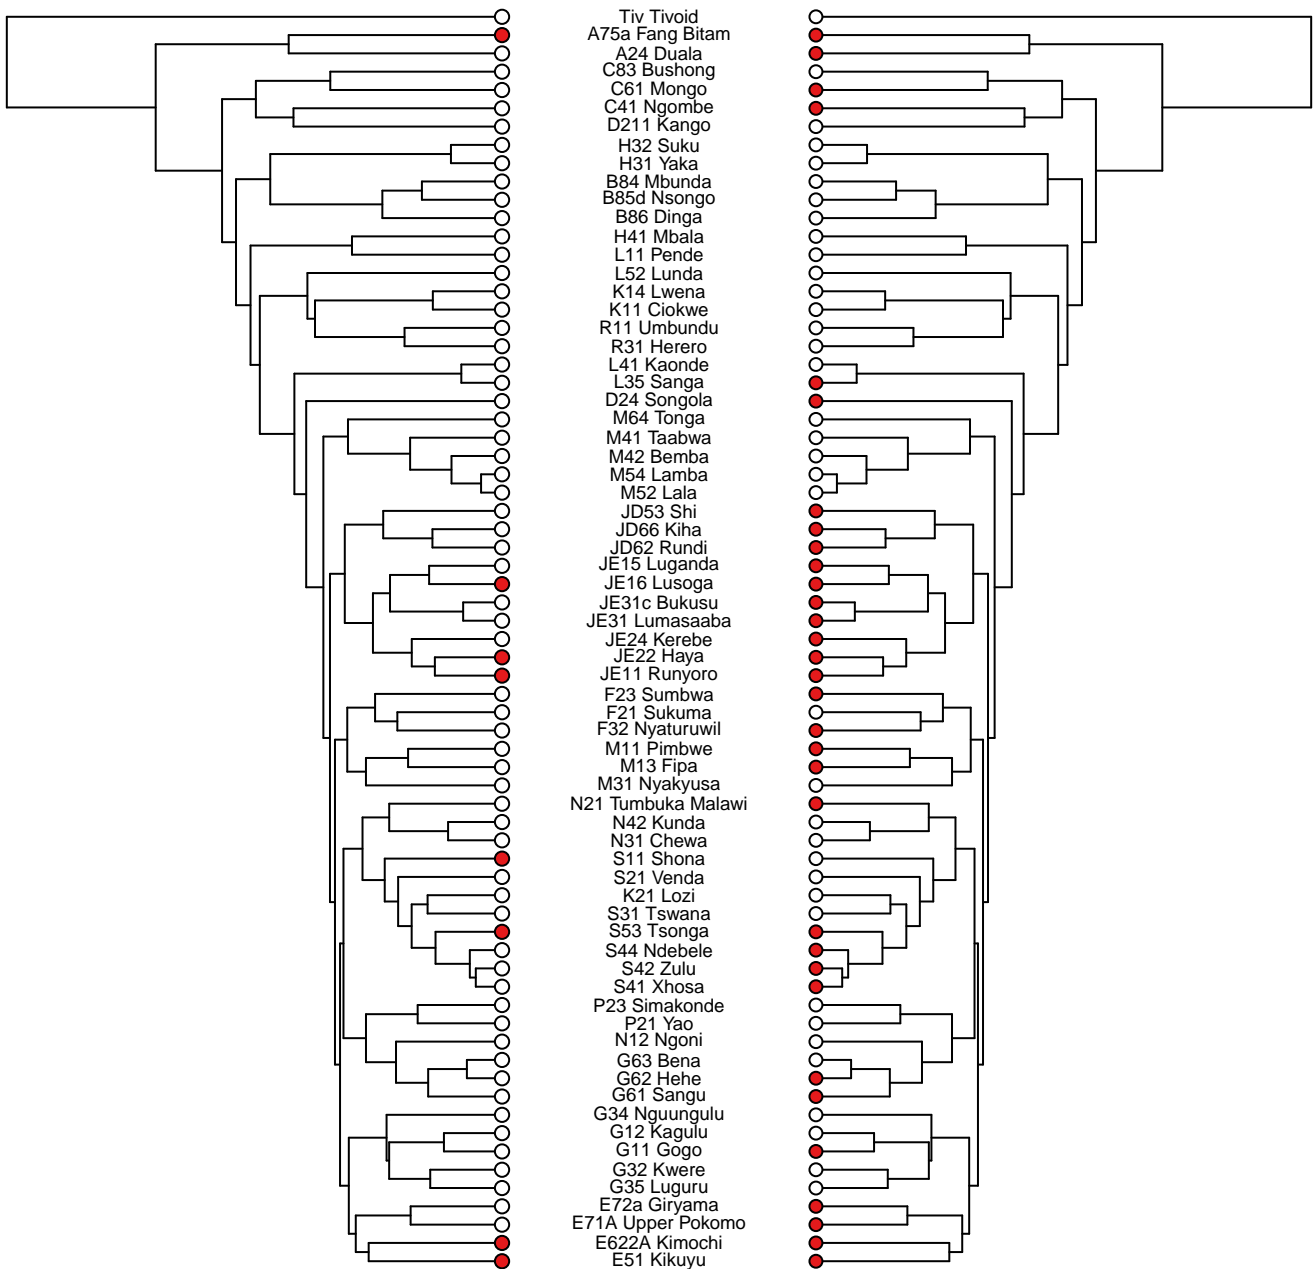 Tiv Tivoid
A75a Fang Bitam
A24 Duala
C83 Bushong
C61 Mongo
C41 Ngombe
D211 Kango
H32 Suku
H31 Yaka
B84 Mbunda
B85d Nsongo
B86 Dinga
H41 Mbala
L11 Pende
L52 Lunda
K14 Lwena
K11 Ciokwe
R11 Umbundu
R31 Herero
L41 Kaonde
L35 Sanga
D24 Songola
M64 Tonga
M41 Taabwa
M42 Bemba
M54 Lamba
M52 Lala
JD53 Shi
JD66 Kiha
JD62 Rundi
JE15 Luganda
JE16 Lusoga
JE31c Bukusu
JE31 Lumasaaba
JE24 Kerebe
JE22 Haya
JE11 Runyoro
F23 Sumbwa
F21 Sukuma
F32 Nyaturuwil
M11 Pimbwe
M13 Fipa
M31 Nyakyusa
N21 Tumbuka Malawi
N42 Kunda
N31 Chewa
S11 Shona
S21 Venda
K21 Lozi
S31 Tswana
S53 Tsonga
S44 Ndebele
S42 Zulu
S41 Xhosa
P23 Simakonde
P21 Yao
N12 Ngoni
G63 Bena
G62 Hehe
G61 Sangu
G34 Nguungulu
G12 Kagulu
G11 Gogo
G32 Kwere
G35 Luguru
E72a Giryama
E71A Upper Pokomo
E622A Kimochi
E51 Kikuyu